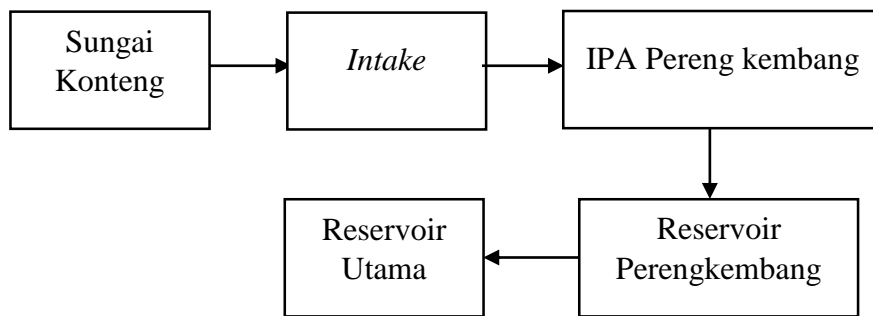 Sungai
Konteng
Intake
IPA Pereng kembang
Reservoir
Perengkembang
Reservoir
Utama